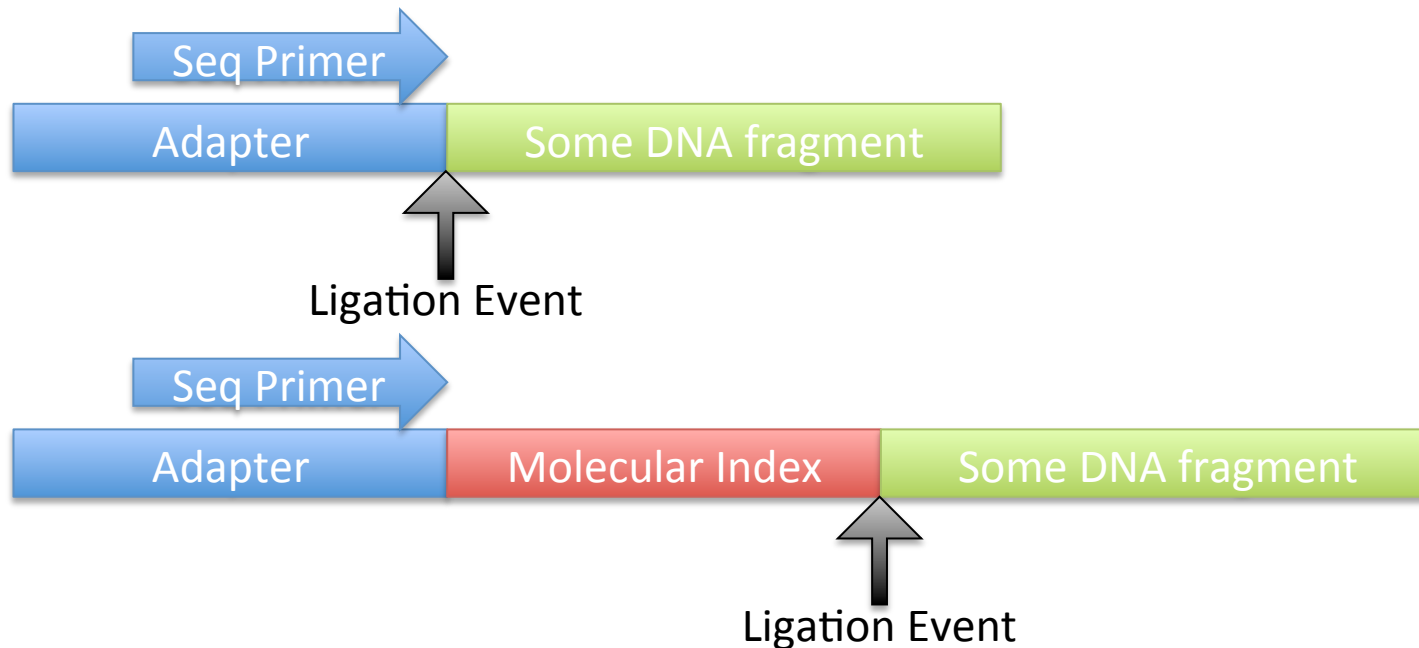 Seq Primer
Adapter
Some DNA fragment
Ligation Event
Seq Primer
Adapter
Molecular Index
Some DNA fragment
Ligation Event